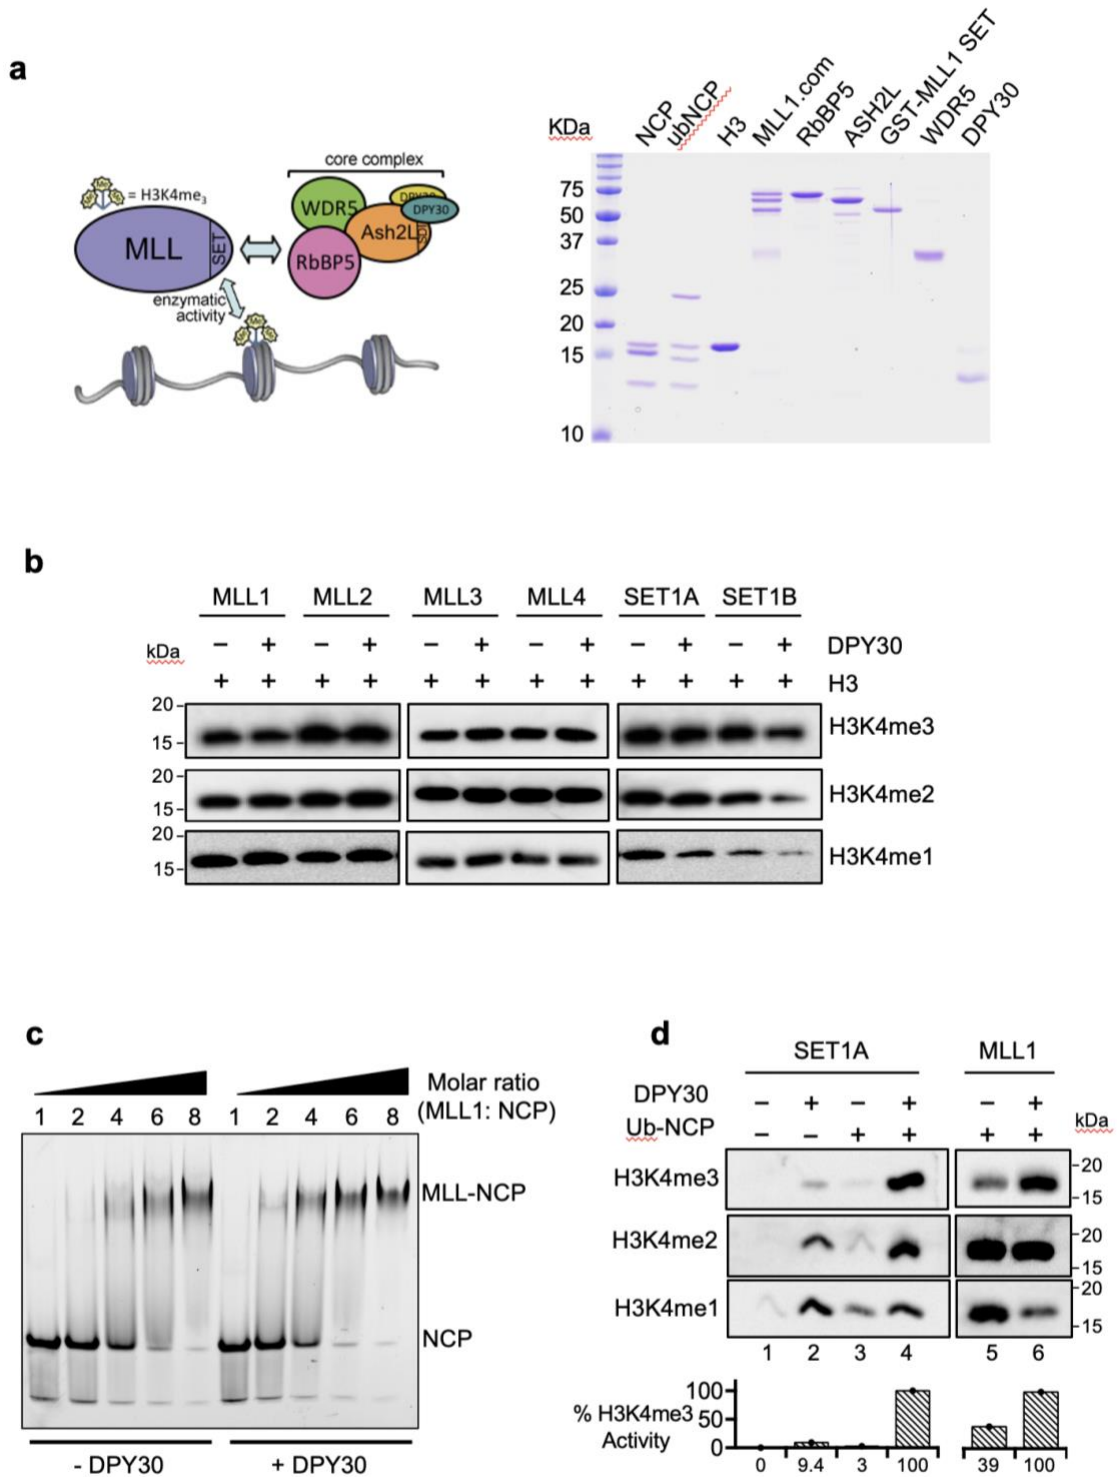 a
KDa
NCP
ubNCP
H3
MLL1.com
RbBP5
ASH2L
GST-MLL1 SET
WDR5
DPY30
75
50
37
25
20
15
10
core complex
= H3K4me3
MLL
SET
WDR5
Ash2L
RbBP5
DPY30
enzymatic
activity
b
MLL1 MLL2 MLL3 MLL4 SET1A SET1B
kDa
− + − + − + − + − + − + DPY30
+ + + + + + + + + + + + H3
20
15
H3K4me3
20
15
H3K4me2
20
15
H3K4me1
c
Molar ratio
(MLL1: NCP)
1 2 4 6 8 1 2 4 6 8
MLL-NCP
NCP
- DPY30 + DPY30
d
SET1A MLL1
DPY30 − + − + − +
Ub-NCP − − + + + +
kDa
H3K4me3
20
15
H3K4me2
20
15
H3K4me1
20
15
1 2 3 4 5 6
% H3K4me3
Activity
100
50
0
0 9.4 3 100 39 100